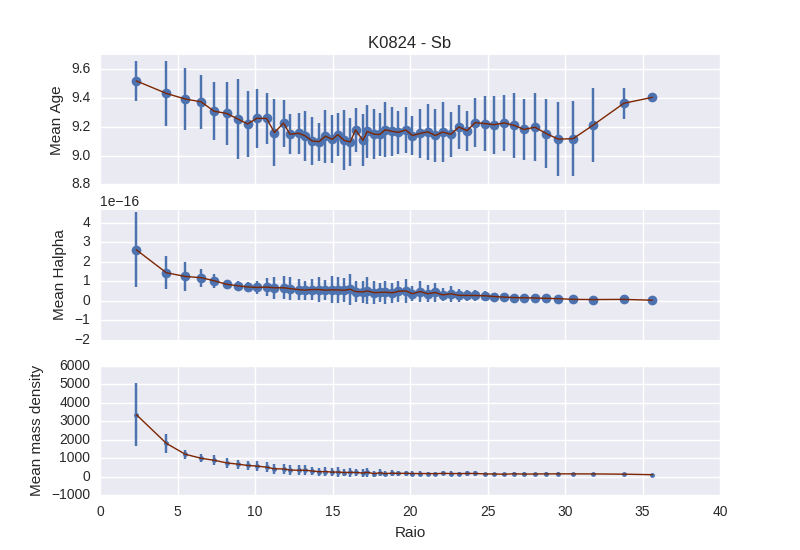 K0824 - Sb
9.6
9.4
9.2
9.0
8.8
Mean Age
1e−16
4
3
2
1
0
−1
−2
Mean Halpha
6000
5000
4000
3000
2000
1000
0
−1000
Mean mass density
0 5 10 15 20 25 30 35 40
Raio